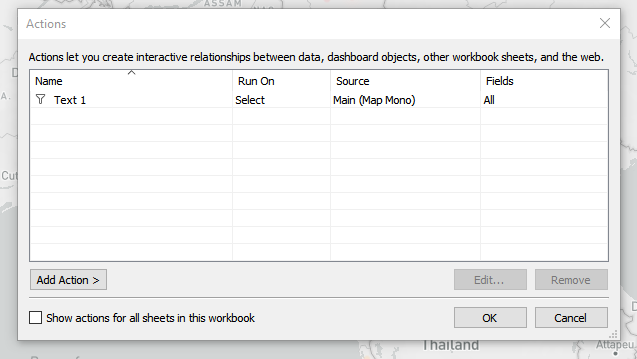 ASSAM
Actions
Actions let you create interactive relationships between data, dashboard objects, other workbook sheets, and the web.
Name Run On Source Fields
Text 1 Select Main (Map Mono) All
Cut
Add Action > Edit... Remove
Show actions for all sheets in this workbook OK Cancel
Thailand Attapeu